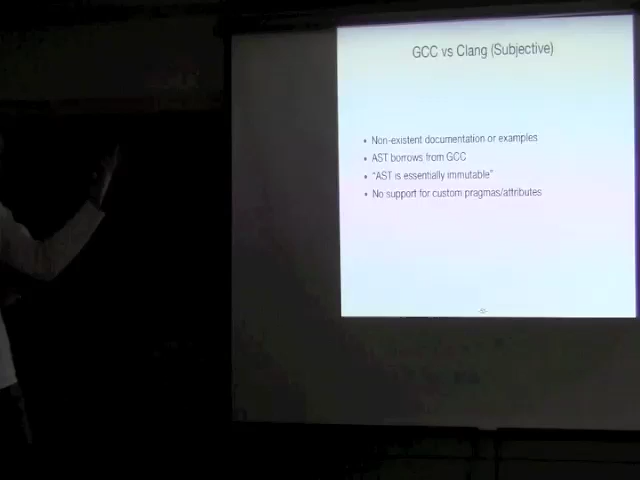 GCC vs Clang (Subjective)
• Non-existent documentation or examples
• AST borrows from GCC
• "AST is essentially immutable"
• No support for custom pragmas/attributes